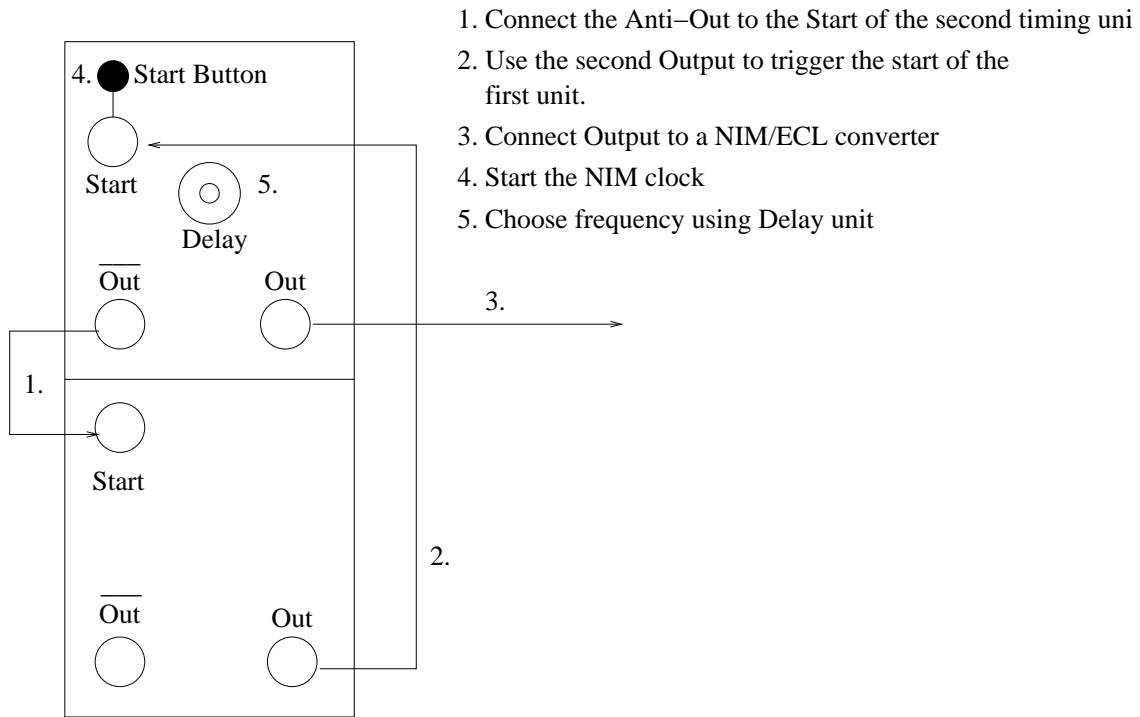 1. Connect the Anti−Out to the Start of the second timing uni
2. Use the second Output to trigger the start of the
first unit.
3. Connect Output to a NIM/ECL converter
4. Start the NIM clock
5. Choose frequency using Delay unit
4. Start Button
Start
5.
Delay
Out
Out
3.
1.
Start
2.
Out
Out